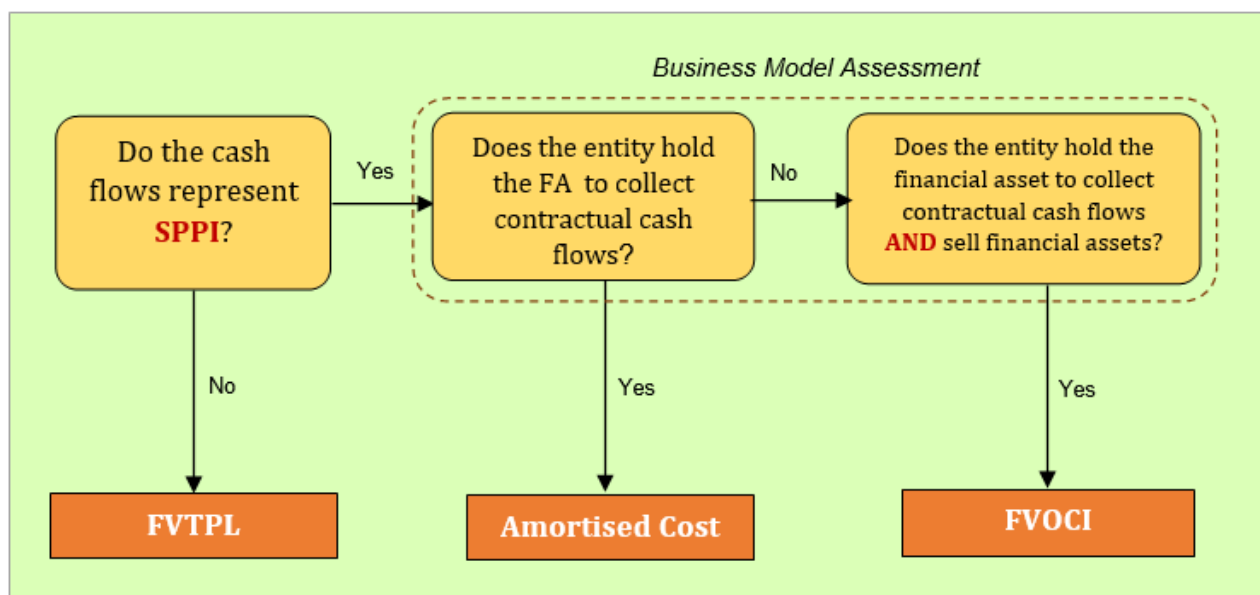 Business Model Assessment
Do the cash
flows represent
SPPI?
Yes
Does the entity hold
the FA to collect
contractual cash
flows?
No
Does the entity hold the
financial asset to collect
contractual cash flows
AND sell financial assets?
No
Yes
Yes
FVTPL
Amortised Cost
FVOCI